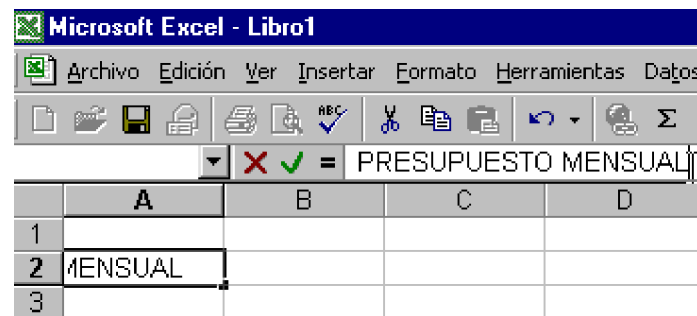 Microsoft Excel - Libro1
Archivo Edición Ver Insertar Formato Herramientas Datos
ABC Σ
= PRESUPUESTO MENSUAL
A B C D
1
2 MENSUAL
3